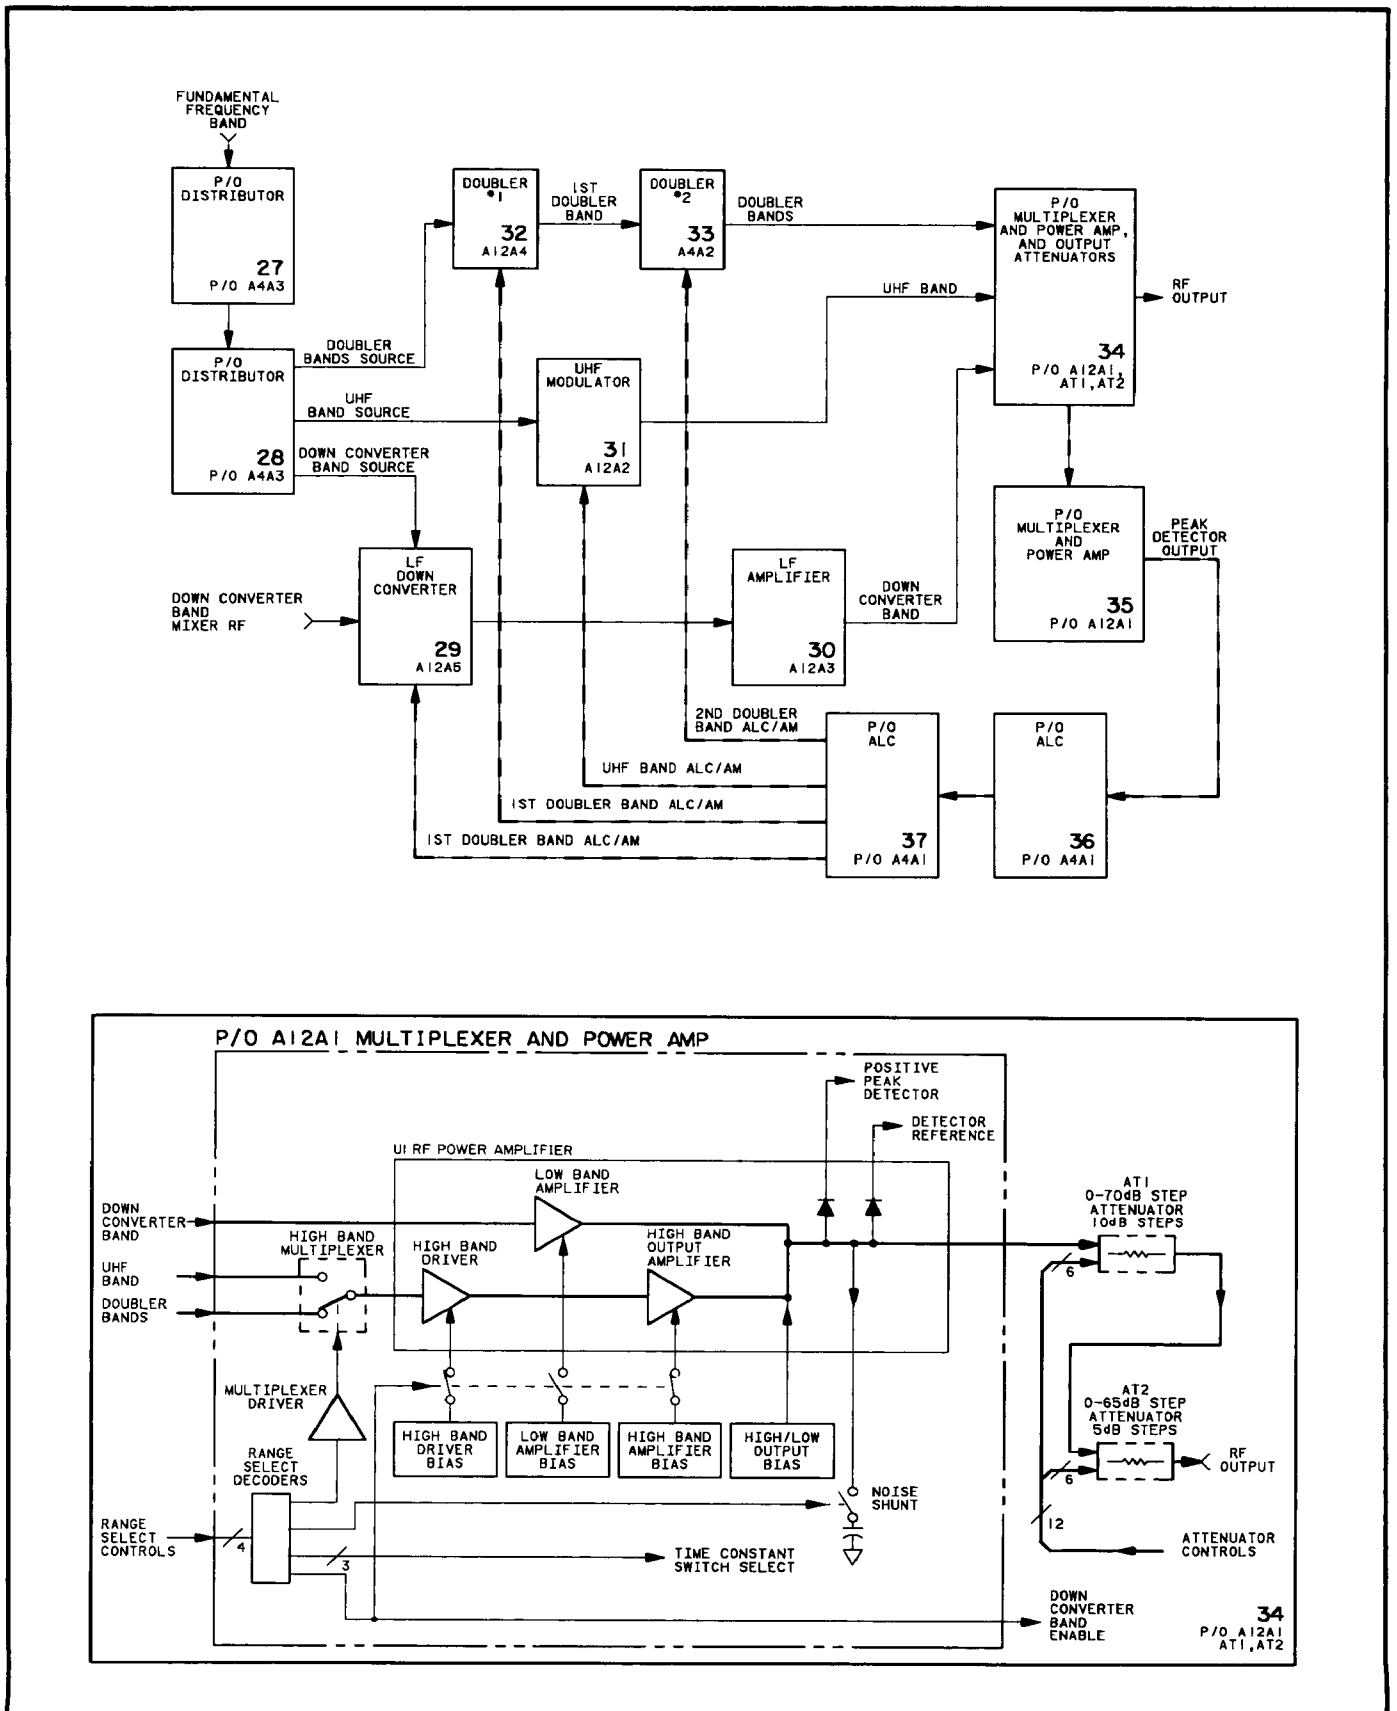 FUNDAMENTAL
FREQUENCY
BAND
P/O
DISTRIBUTOR
27
P/O A4A3
P/O
DISTRIBUTOR
28
P/O A4A3
DOUBLER
BANDS SOURCE
UHF
BAND SOURCE
DOWN CONVERTER
BAND SOURCE
DOUBLER
#1
32
A12A4
1ST
DOUBLER
BAND
DOUBLER
#2
33
A4A2
DOUBLER
BANDS
P/O
MULTIPLEXER
AND POWER AMP,
AND OUTPUT
ATTENUATORS
34
P/O A12A1,
AT1,AT2
RF
OUTPUT
UHF BAND
UHF
MODULATOR
31
A12A2
DOWN CONVERTER
BAND
MIXER RF
LF
DOWN
CONVERTER
29
A12A5
LF
AMPLIFIER
30
A12A3
DOWN
CONVERTER
BAND
P/O
MULTIPLEXER
AND
POWER AMP
35
P/O A12A1
PEAK
DETECTOR
OUTPUT
2ND DOUBLER
BAND ALC/AM
UHF BAND ALC/AM
1ST DOUBLER BAND ALC/AM
1ST DOUBLER BAND ALC/AM
P/O
ALC
37
P/O A4A1
P/O
ALC
36
P/O A4A1
P/O A12A1 MULTIPLEXER AND POWER AMP
POSITIVE
PEAK
DETECTOR
DETECTOR
REFERENCE
U1 RF POWER AMPLIFIER
LOW BAND
AMPLIFIER
DOWN
CONVERTER
BAND
HIGH BAND
MULTIPLEXER
HIGH BAND
DRIVER
HIGH BAND
OUTPUT
AMPLIFIER
UHF
BAND
DOUBLER
BANDS
AT1
0-70dB STEP
ATTENUATOR
10dB STEPS
6
MULTIPLEXER
DRIVER
HIGH BAND
DRIVER
BIAS
LOW BAND
AMPLIFIER
BIAS
HIGH BAND
AMPLIFIER
BIAS
HIGH/LOW
OUTPUT
BIAS
AT2
0-65dB STEP
ATTENUATOR
5dB STEPS
6
RF
OUTPUT
RANGE
SELECT
DECODERS
NOISE
SHUNT
RANGE
SELECT
CONTROLS
4
3
TIME CONSTANT
SWITCH SELECT
12
ATTENUATOR
CONTROLS
DOWN
CONVERTER
BAND
ENABLE
34
P/O A12A1
AT1,AT2